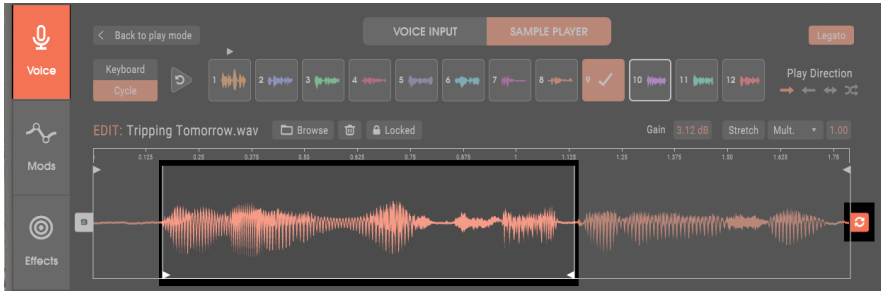 Voice
Mods
Effects
< Back to play mode
VOICE INPUT SAMPLE PLAYER
Legato
Keyboard
Cycle
1 2 3 4 5 6 7 8 9 10 11 12
Play Direction
EDIT: Tripping Tomorrow.wav Browse Locked
Gain 3.12 dB Stretch Mult. 1.00
0.125 0.25 0.375 0.50 0.625 0.75 0.875 1 1.125 1.25 1.375 1.50 1.625 1.75